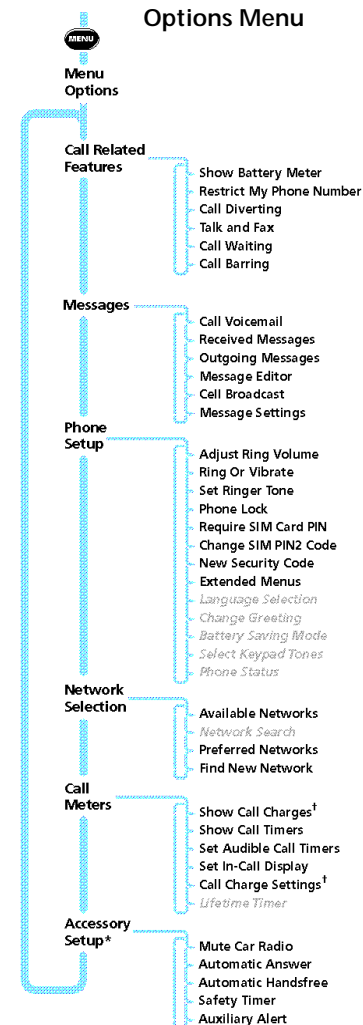 Options Menu
MENU
Menu
Options
Call Related
Features
Show Battery Meter
Restrict My Phone Number
Call Diverting
Talk and Fax
Call Waiting
Call Barring
Messages
Call Voicemail
Received Messages
Outgoing Messages
Message Editor
Cell Broadcast
Message Settings
Phone
Setup
Adjust Ring Volume
Ring Or Vibrate
Set Ringer Tone
Phone Lock
Require SIM Card PIN
Change SIM PIN2 Code
New Security Code
Extended Menus
Language Selection
Change Greeting
Battery Saving Mode
Select Keypad Tones
Phone Status
Network
Selection
Available Networks
Network Search
Preferred Networks
Find New Network
Call
Meters
Show Call Charges†
Show Call Timers
Set Audible Call Timers
Set In-Call Display
Call Charge Settings†
Lifetime Timer
Accessory
Setup*
Mute Car Radio
Automatic Answer
Automatic Handsfree
Safety Timer
Auxiliary Alert